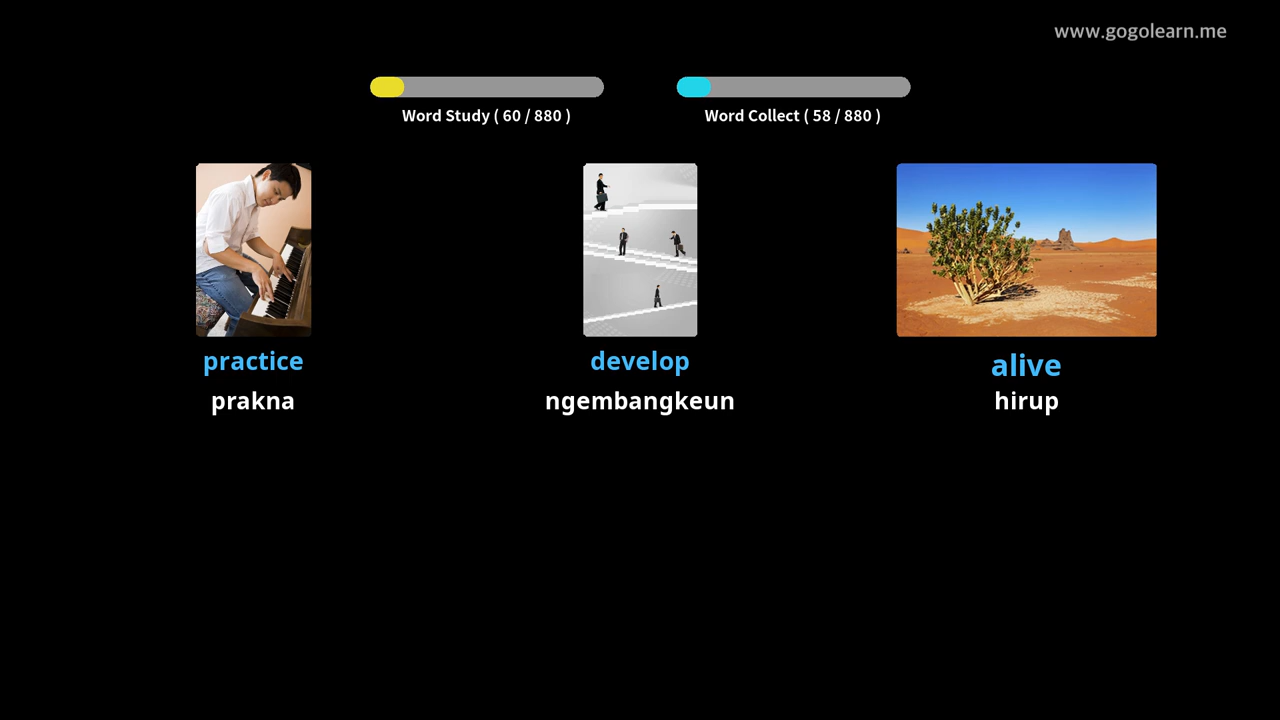 www.gogolearn.me
Word Study ( 60 / 880 )
Word Collect ( 58 / 880 )
practice
prakna
develop
ngembangkeun
alive
hirup